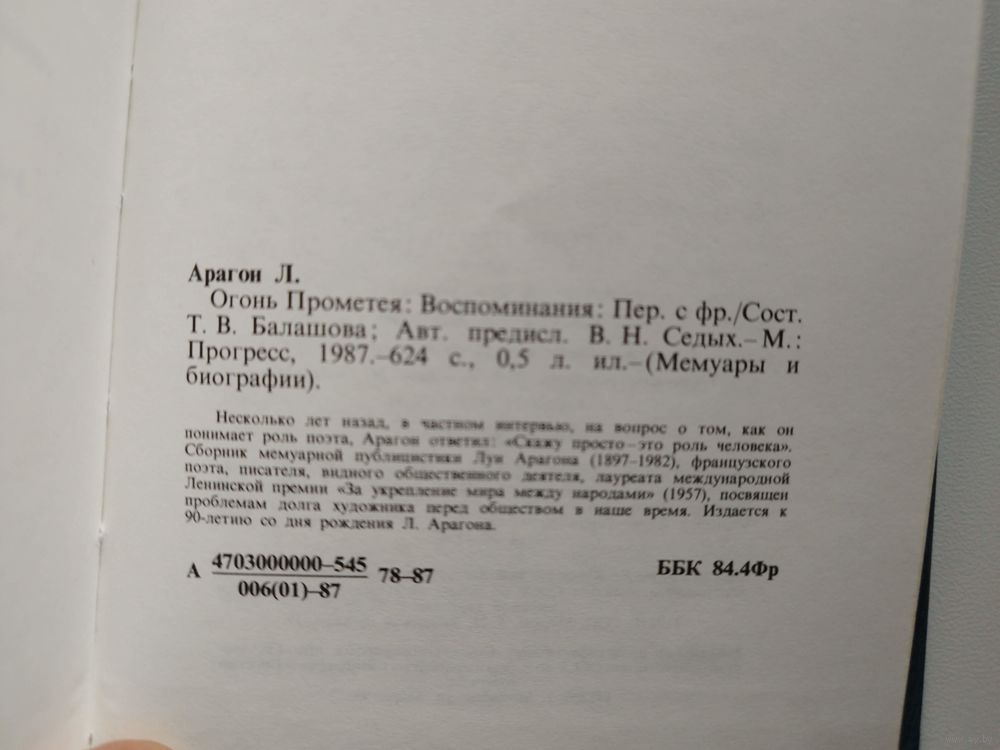 Арагон Л.
Огонь Прометея: Воспоминания: Пер. с фр./Сост.
Т. В. Балашова; Авт. предисл. В. Н. Седых.–М.:
Прогресс, 1987.–624 с., 0,5 л. ил.–(Мемуары и
биографии).
Несколько лет назад, в частном интервью, на вопрос о том, как он
понимает роль поэта, Арагон ответил: «Скажу просто–это роль человека».
Сборник мемуарной публицистики Луи Арагона (1897–1982), французского
поэта, писателя, видного общественного деятеля, лауреата международной
Ленинской премии «За укрепление мира между народами» (1957), посвящен
проблемам долга художника перед обществом в наше время. Издается к
90-летию со дня рождения Л. Арагона.
А 4703000000–545 78–87 ББК 84.4Фр
006(01)–87